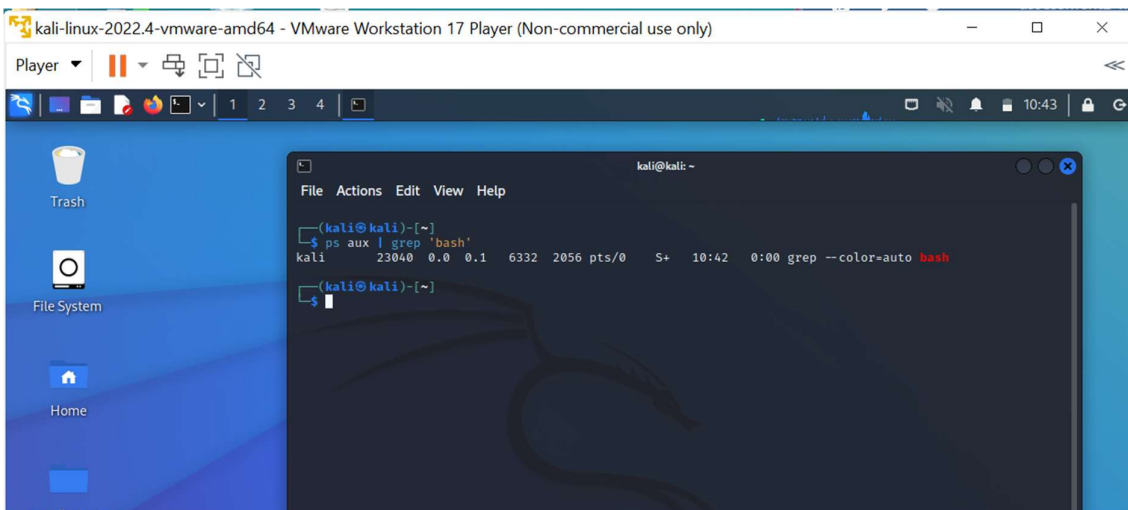 kali-linux-2022.4-vmware-amd64 - VMware Workstation 17 Player (Non-commercial use only)
Player
1 2 3 4
10:43
kali@kali: ~
File Actions Edit View Help
Trash
┌──(kali㉿kali)-[~]
└─$ ps aux | grep 'bash'
kali 23040 0.0 0.1 6332 2056 pts/0 S+ 10:42 0:00 grep --color=auto bash
┌──(kali㉿kali)-[~]
└─$
File System
Home